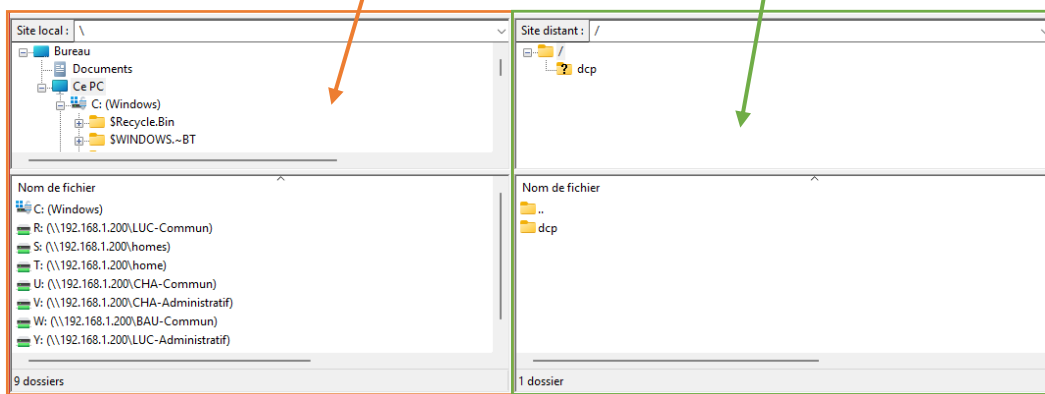 Site local : \
Bureau
Documents
Ce PC
C: (Windows)
$Recycle.Bin
$WINDOWS.~BT
Nom de fichier
C: (Windows)
R: (\\192.168.1.200\LUC-Commun)
S: (\\192.168.1.200\homes)
T: (\\192.168.1.200\home)
U: (\\192.168.1.200\CHA-Commun)
V: (\\192.168.1.200\CHA-Administratif)
W: (\\192.168.1.200\BAU-Commun)
Y: (\\192.168.1.200\LUC-Administratif)
9 dossiers
Site distant : /
/
? dcp
Nom de fichier
..
dcp
1 dossier